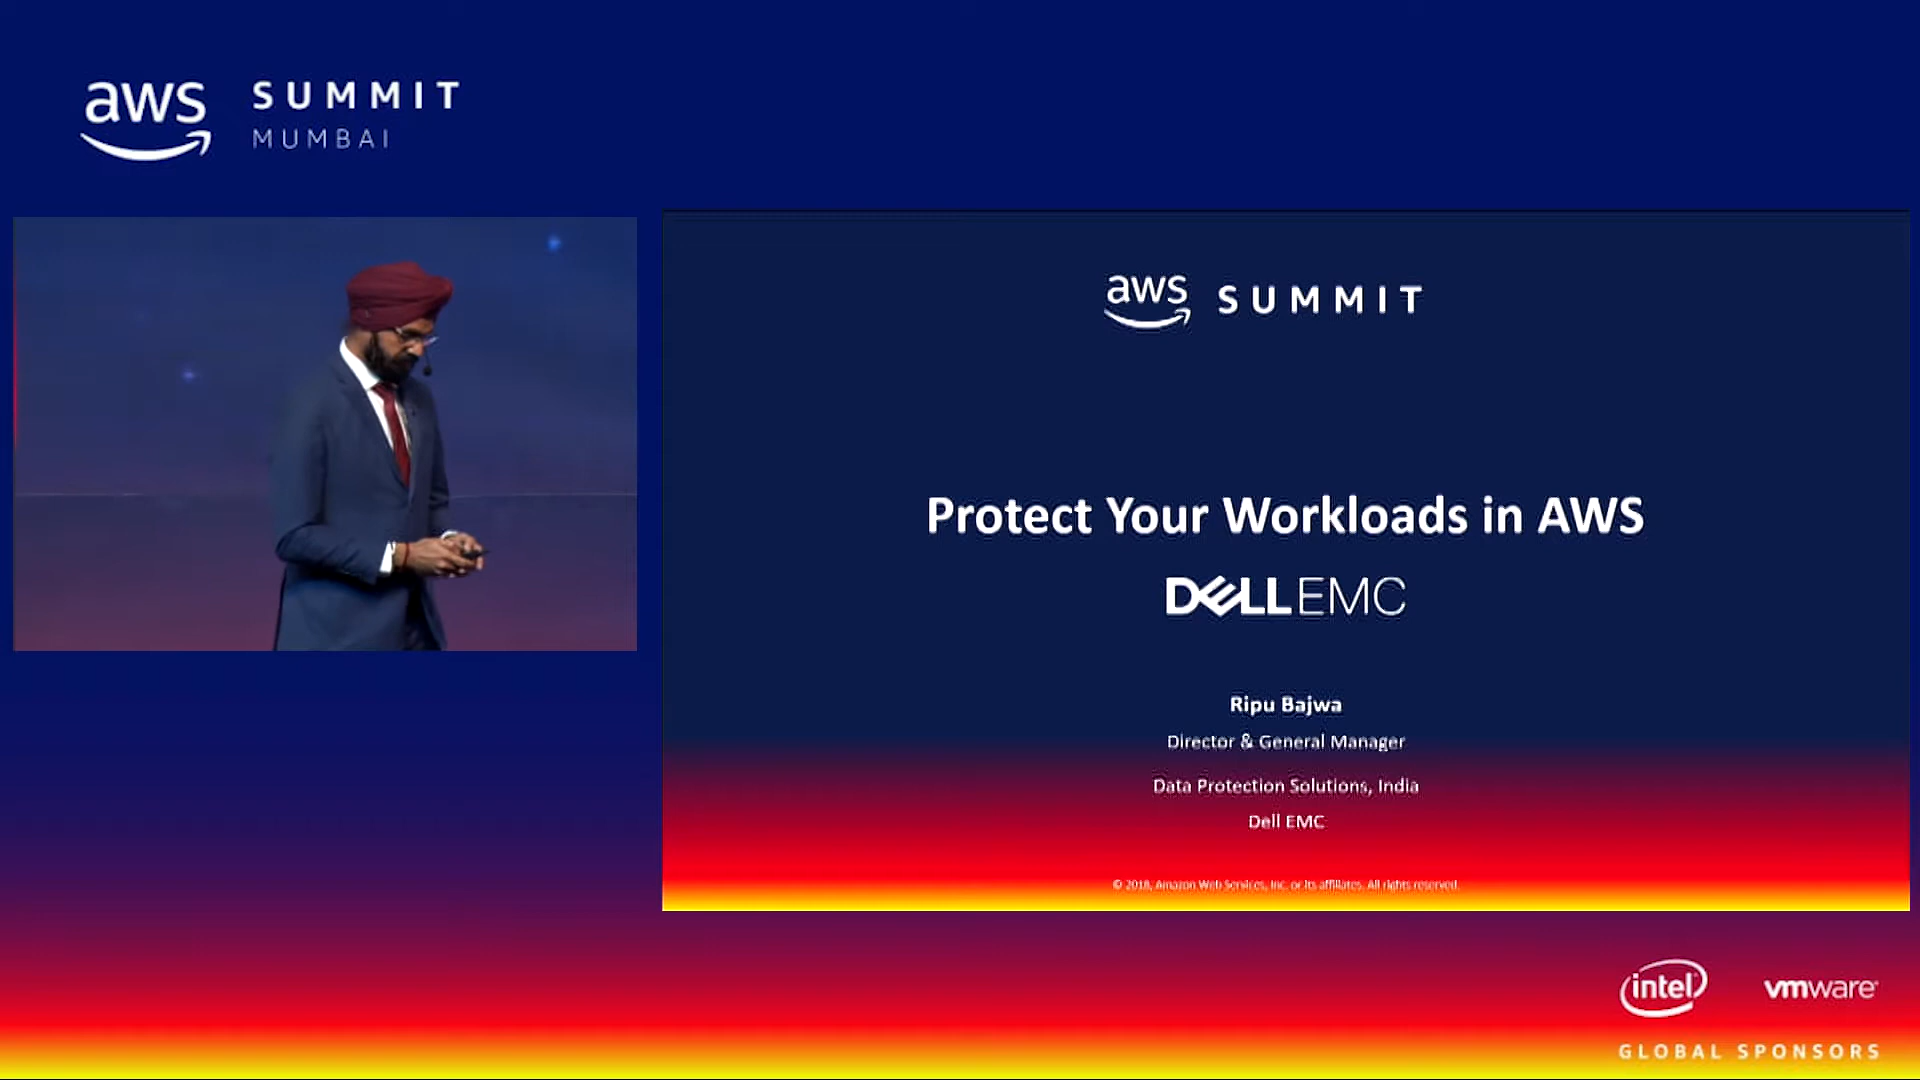 aws SUMMIT
MUMBAI
aws SUMMIT
Protect Your Workloads in AWS
DELLEMC
Ripu Bajwa
Director & General Manager
Data Protection Solutions, India
Dell EMC
© 2018, Amazon Web Services, Inc. or its affiliates. All rights reserved.
intel vmware
GLOBAL SPONSORS